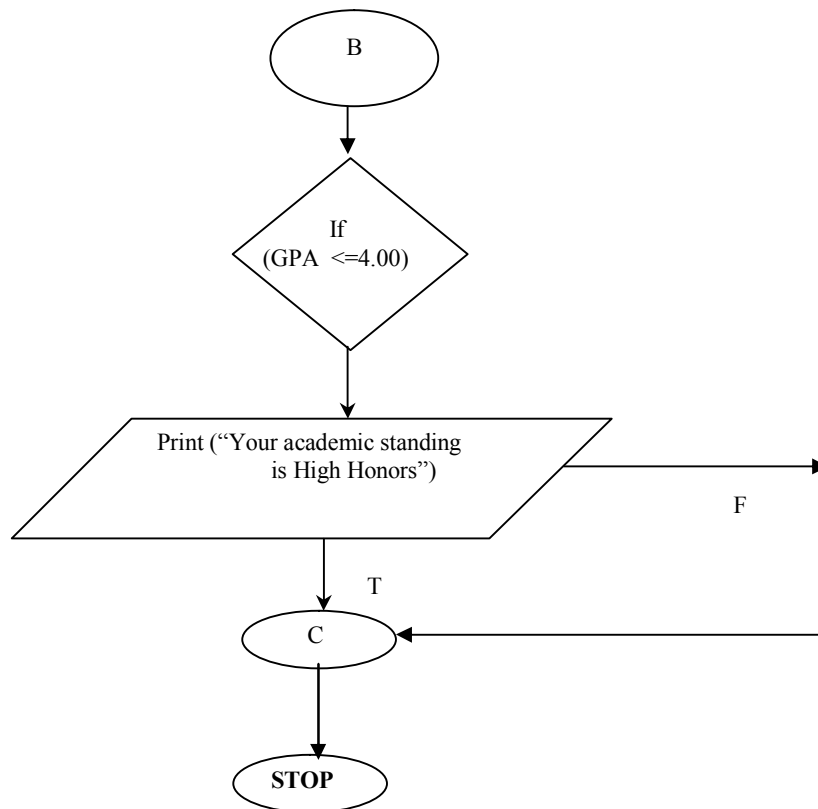 B
If
(GPA <=4.00)
Print (“Your academic standing
is High Honors”)
F
T
C
STOP